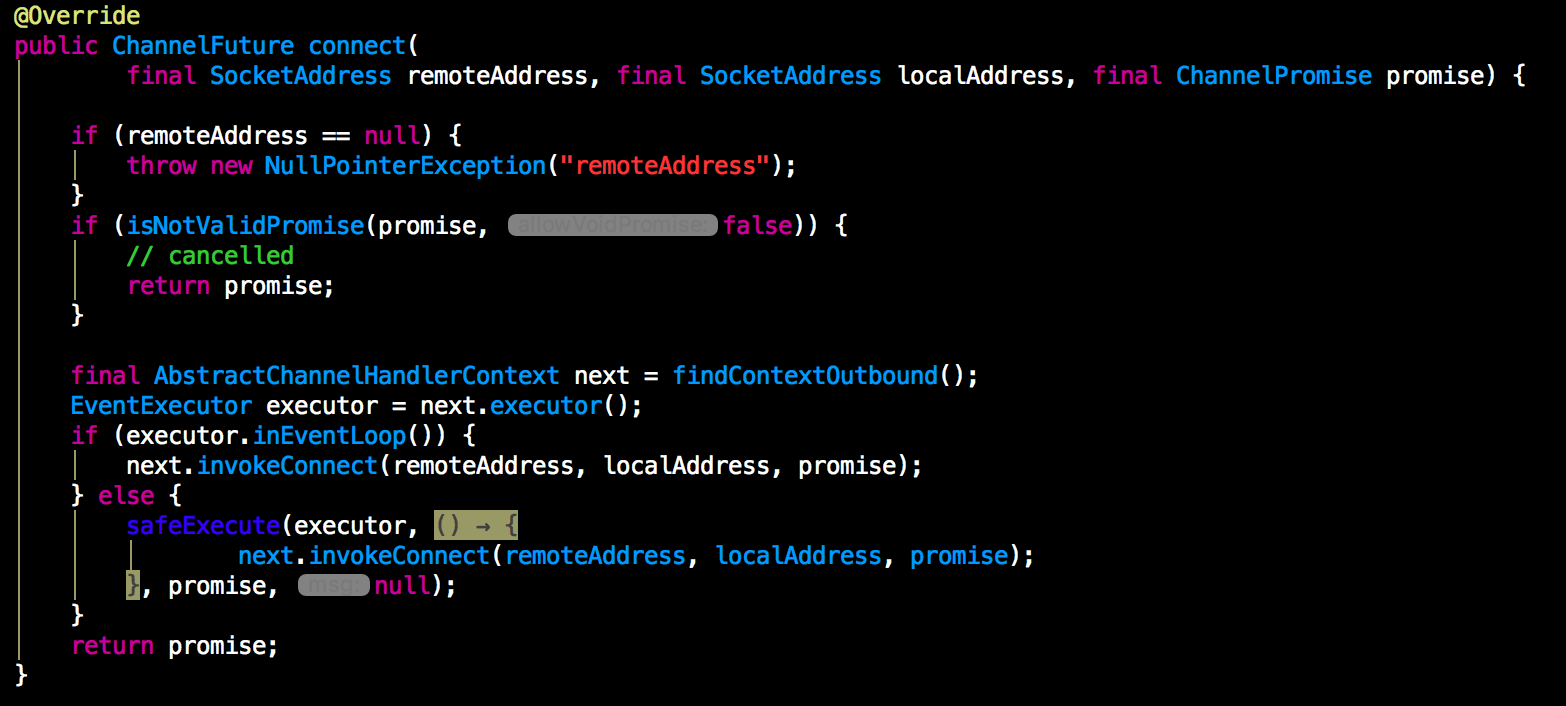 @Override
public ChannelFuture connect(
final SocketAddress remoteAddress, final SocketAddress localAddress, final ChannelPromise promise) {
if (remoteAddress == null) {
throw new NullPointerException("remoteAddress");
}
if (isNotValidPromise(promise, allowVoidPromise: false)) {
// cancelled
return promise;
}
final AbstractChannelHandlerContext next = findContextOutbound();
EventExecutor executor = next.executor();
if (executor.inEventLoop()) {
next.invokeConnect(remoteAddress, localAddress, promise);
} else {
safeExecute(executor, () → {
next.invokeConnect(remoteAddress, localAddress, promise);
}, promise, msg: null);
}
return promise;
}